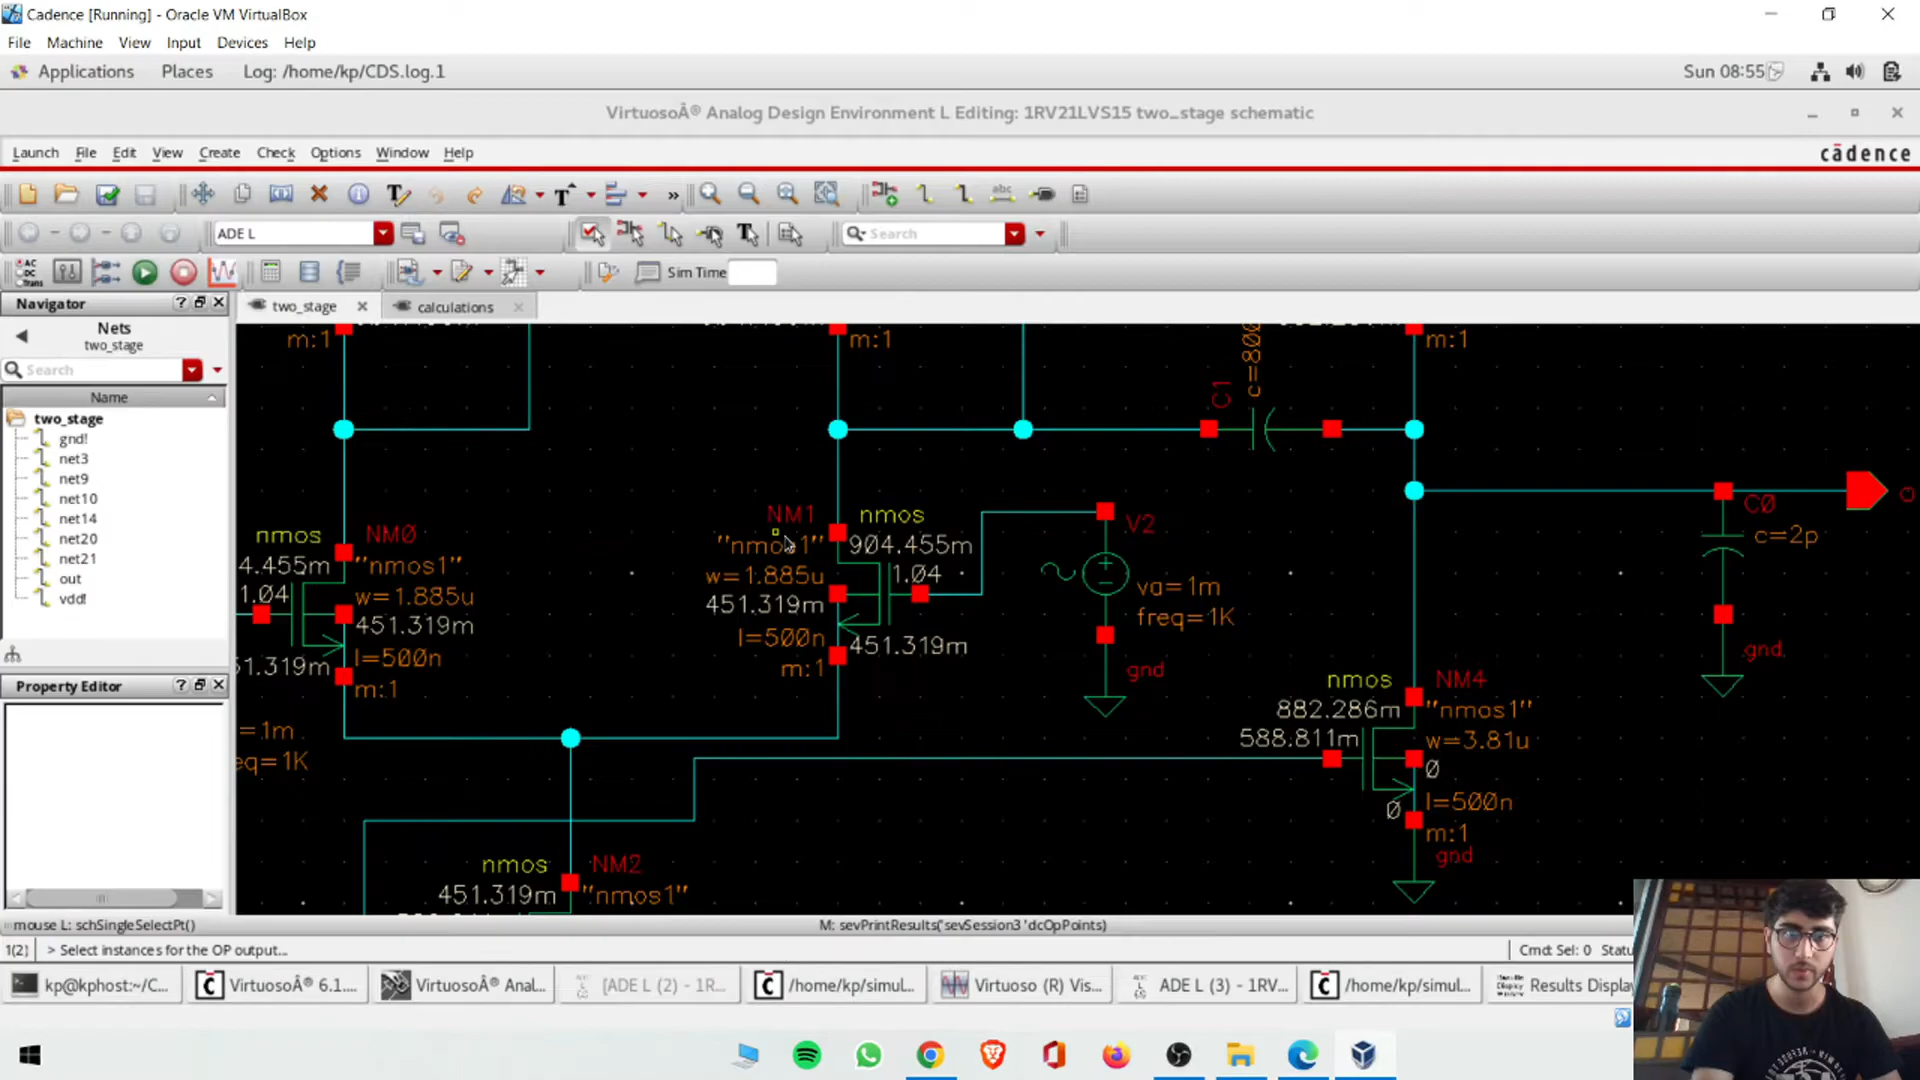 Cadence [Running] - Oracle VM VirtualBox
File Machine View Input Devices Help
Applications Places Log: /home/kp/CDS.log.1
Sun 08:55
VirtuosoÂ® Analog Design Environment L Editing: 1RV21LVS15 two_stage schematic
Launch File Edit View Create Check Options Window Help
cādence
Search
ADE L
Sim Time
Navigator
two_stage
calculations
Nets
two_stage
Search
Name
two_stage
gnd!
net3
net9
net10
net14
net20
net21
out
vdd!
Property Editor
m:1
m:1
m:1
C1
nmos
NM0
4.455m
"nmos1"
1.04
w=1.885u
451.319m
51.319m
l=500n
m:1
=1m
eq=1K
NM1
nmos
"nmos1"
904.455m
w=1.885u
1.04
451.319m
l=500n
451.319m
m:1
V2
va=1m
freq=1K
gnd
C0
c=2p
gnd
nmos
NM4
882.286m
"nmos1"
588.811m
w=3.81u
0
0
l=500n
m:1
gnd
nmos
NM2
451.319m
"nmos1"
mouse L: schSingleSelectPt()
M: sevPrintResults('sevSession3 'dcOpPoints)
1(2)
> Select instances for the OP output...
Cmd: Sel: 0
kp@kphost:~/C...
VirtuosoÂ® 6.1....
VirtuosoÂ® Anal...
[ADE L (2) - 1R...
/home/kp/simul...
Virtuoso (R) Vis...
ADE L (3) - 1RV...
/home/kp/simul...
Results Displa